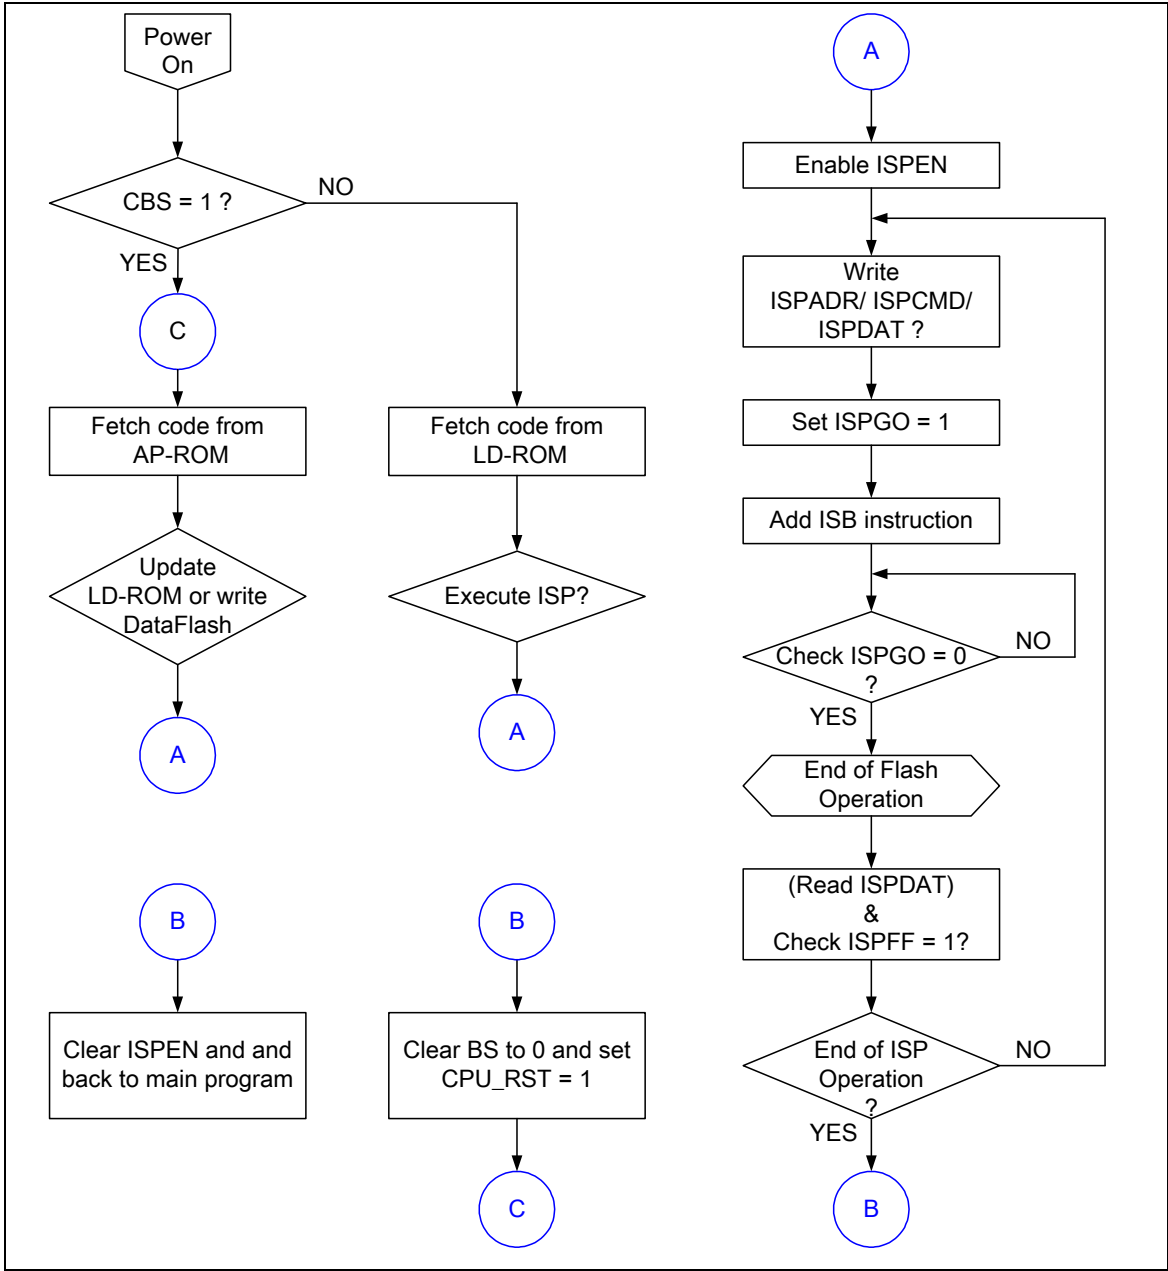 Power
On
CBS = 1 ?
NO
YES
C
Fetch code from
AP-ROM
Update
LD-ROM or write
DataFlash
A
Fetch code from
LD-ROM
Execute ISP?
A
B
Clear ISPEN and and
back to main program
B
Clear BS to 0 and set
CPU_RST = 1
C
A
Enable ISPEN
Write
ISPADR/ ISPCMD/
ISPDAT ?
Set ISPGO = 1
Add ISB instruction
Check ISPGO = 0
?
NO
YES
End of Flash
Operation
(Read ISPDAT)
&
Check ISPFF = 1?
End of ISP
Operation
?
NO
YES
B